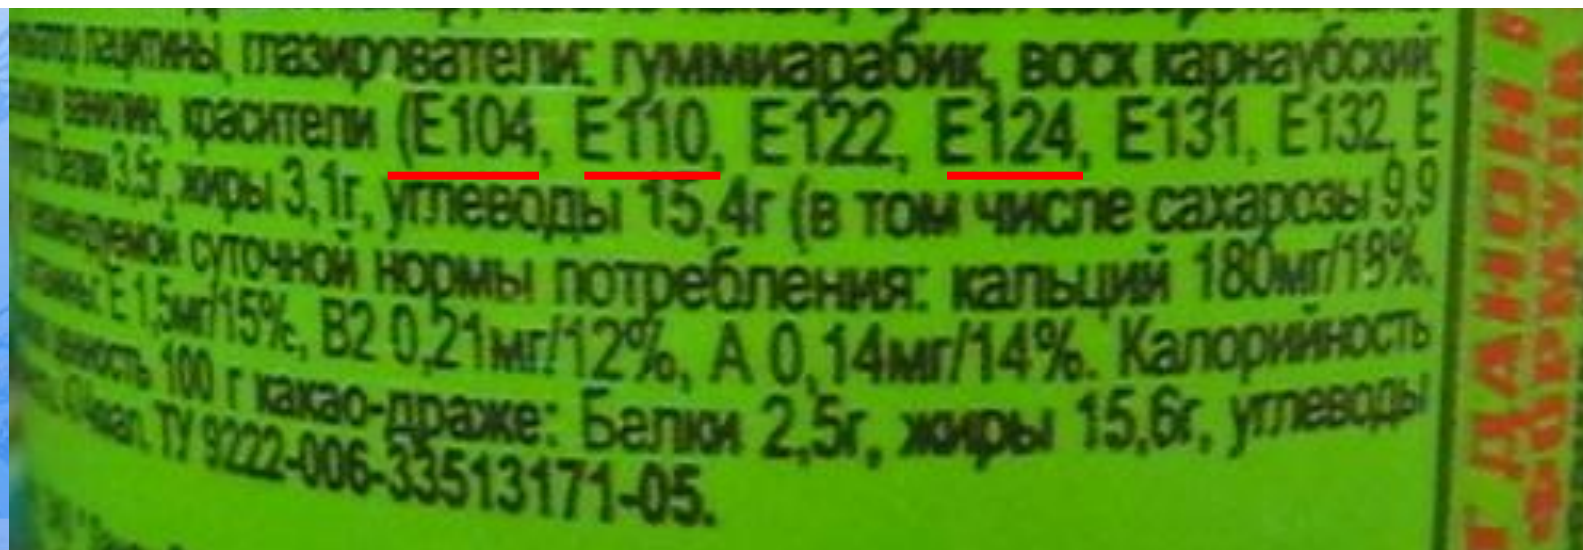 глазирователи: гуммиарабик, воск карнаубский,
ванилин, красители (Е104, Е110, Е122, Е124, Е131, Е132, Е
белки 3,5г, жиры 3,1г, углеводы 15,4г (в том числе сахарозы 9,9
суточной нормы потребления: кальций 180мг/18%,
Е 1,5мг/15%, В2 0,21мг/12%, А 0,14мг/14%. Калорийность
100 г какао-драже: Белки 2,5г, жиры 15,6г, углеводы
ТУ 9222-006-33513171-05.